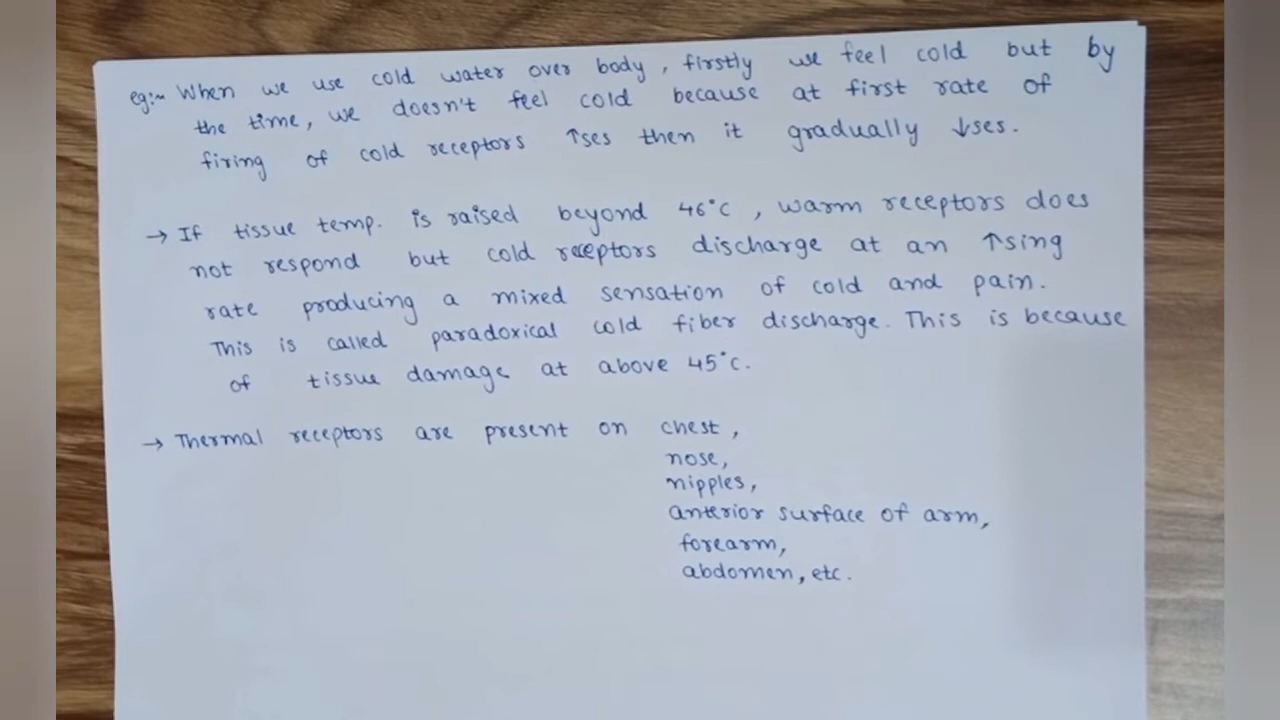 eg:~ When we use cold water over body, firstly we feel cold but by
the time, we doesn't feel cold because at first rate of
firing of cold receptors ↑ses then it gradually ↓ses.
→ If tissue temp. is raised beyond 46°C, warm receptors does
not respond but cold receptors discharge at an ↑sing
rate producing a mixed sensation of cold and pain.
This is called paradoxical cold fiber discharge. This is because
of tissue damage at above 45°C.
→ Thermal receptors are present on chest,
nose,
nipples,
anterior surface of arm,
forearm,
abdomen, etc.